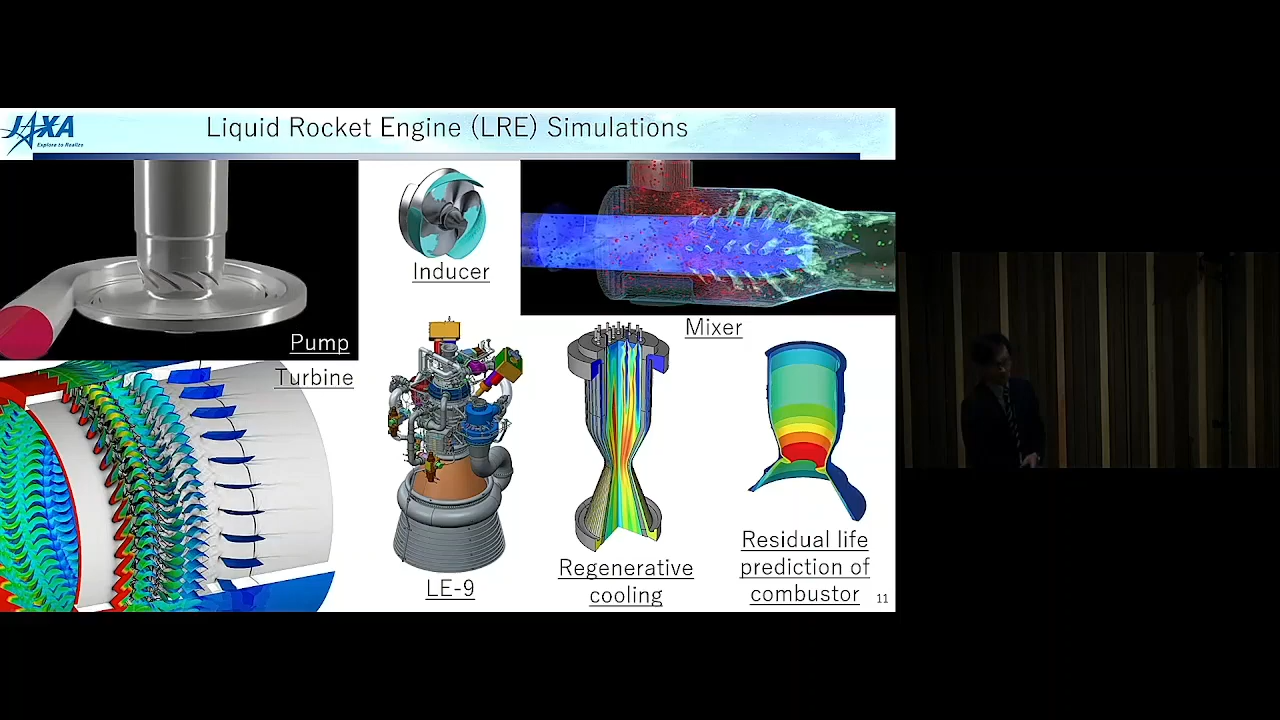 JAXA
Explore to Realize
Liquid Rocket Engine (LRE) Simulations
Pump
Inducer
Mixer
Turbine
LE-9
Regenerative
cooling
Residual life
prediction of
combustor
11